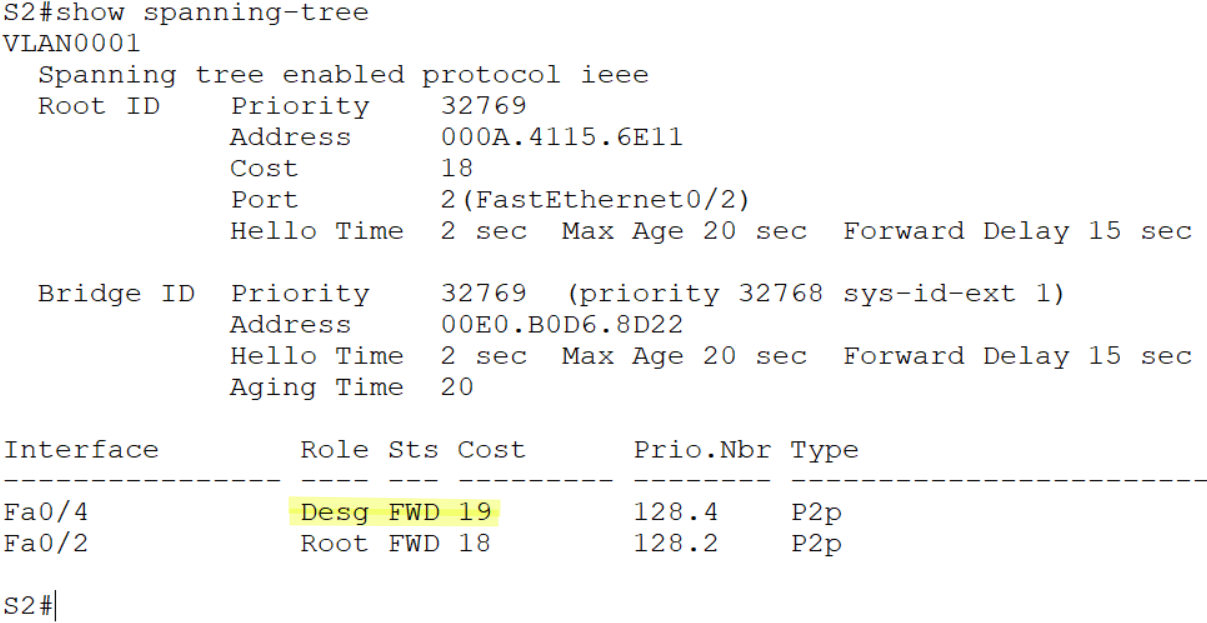 S2#show spanning-tree
VLAN0001
  Spanning tree enabled protocol ieee
  Root ID    Priority    32769
             Address     000A.4115.6E11
             Cost        18
             Port        2(FastEthernet0/2)
             Hello Time  2 sec  Max Age 20 sec  Forward Delay 15 sec
  Bridge ID  Priority    32769  (priority 32768 sys-id-ext 1)
             Address     00E0.B0D6.8D22
             Hello Time  2 sec  Max Age 20 sec  Forward Delay 15 sec
             Aging Time  20
Interface        Role Sts Cost      Prio.Nbr Type
---------------- ---- --- --------- -------- ------------------------
Fa0/4            Desg FWD 19        128.4    P2p
Fa0/2            Root FWD 18        128.2    P2p
S2#